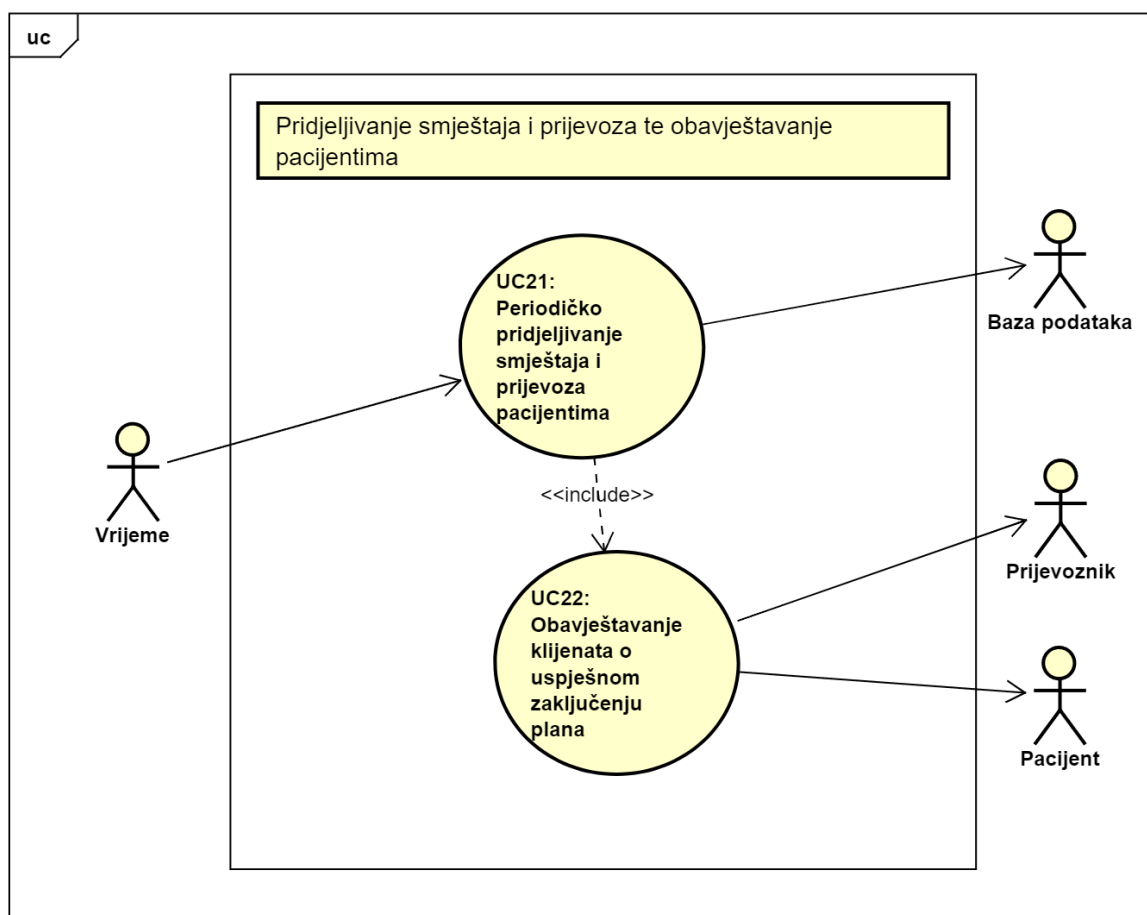 uc
Pridjeljivanje smještaja i prijevoza te obavještavanje
pacijentima
UC21:
Periodičko
pridjeljivanje
smještaja i
prijevoza
pacijentima
Baza podataka
Vrijeme
<<include>>
Prijevoznik
UC22:
Obavještavanje
klijenata o
uspješnom
zaključenju
plana
Pacijent